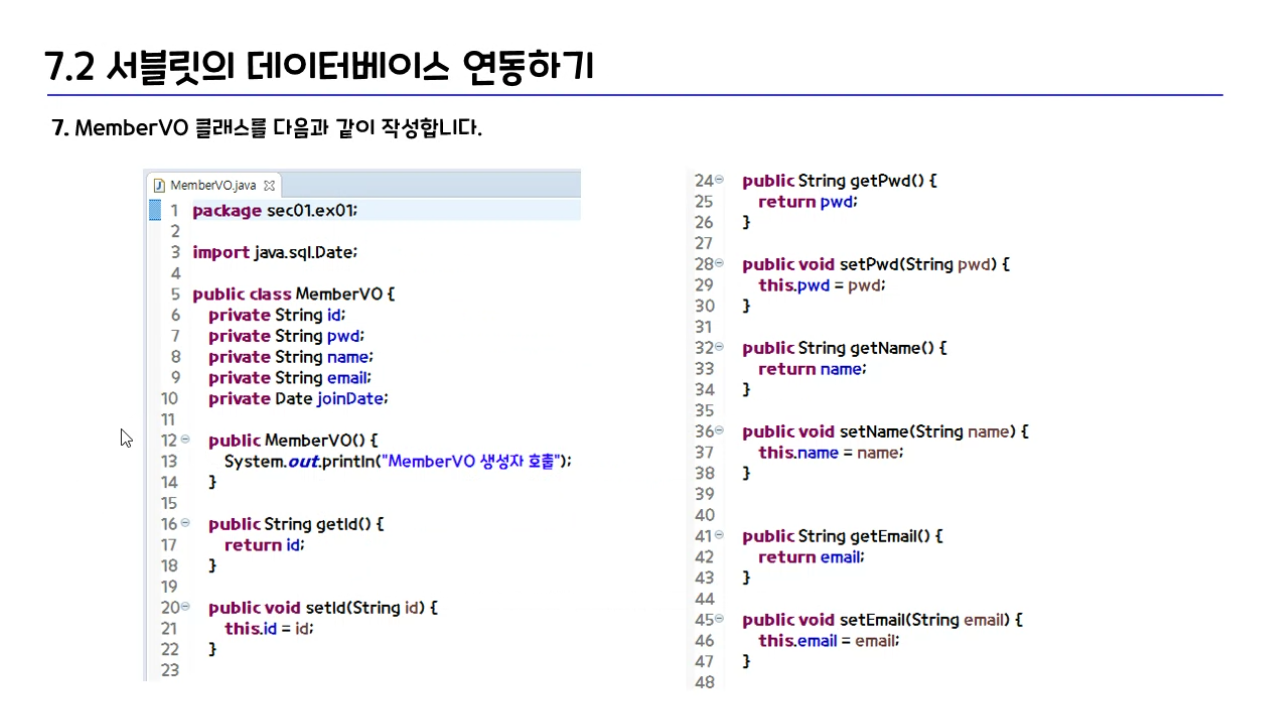 7.2 서블릿의 데이터베이스 연동하기
7. MemberVO 클래스를 다음과 같이 작성합니다.
MemberVO.java
1 package sec01.ex01;
2
3 import java.sql.Date;
4
5 public class MemberVO {
6 private String id;
7 private String pwd;
8 private String name;
9 private String email;
10 private Date joinDate;
11
12 public MemberVO() {
13 System.out.println("MemberVO 생성자 호출");
14 }
15
16 public String getId() {
17 return id;
18 }
19
20 public void setId(String id) {
21 this.id = id;
22 }
23
24 public String getPwd() {
25 return pwd;
26 }
27
28 public void setPwd(String pwd) {
29 this.pwd = pwd;
30 }
31
32 public String getName() {
33 return name;
34 }
35
36 public void setName(String name) {
37 this.name = name;
38 }
39
40
41 public String getEmail() {
42 return email;
43 }
44
45 public void setEmail(String email) {
46 this.email = email;
47 }
48